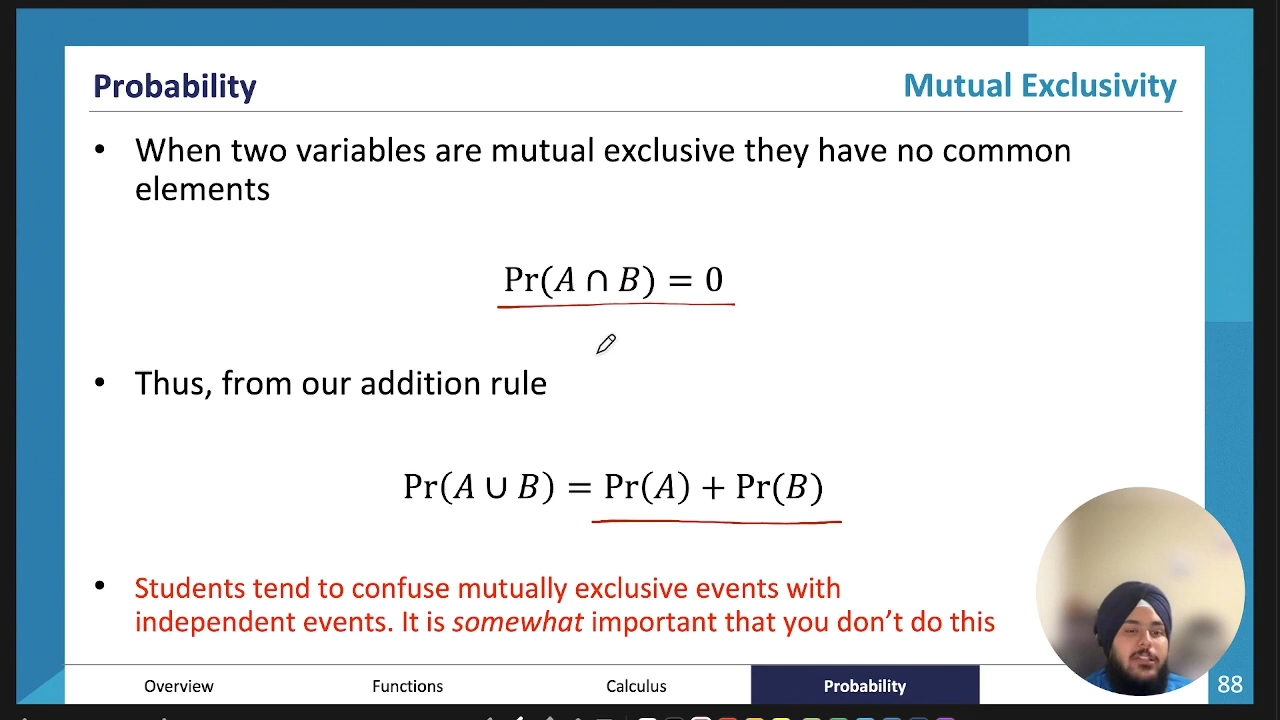 Probability
Mutual Exclusivity
• When two variables are mutual exclusive they have no common
elements
Pr(A ∩ B) = 0
• Thus, from our addition rule
Pr(A ∪ B) = Pr(A) + Pr(B)
• Students tend to confuse mutually exclusive events with
independent events. It is somewhat important that you don’t do this
Overview
Functions
Calculus
Probability
88